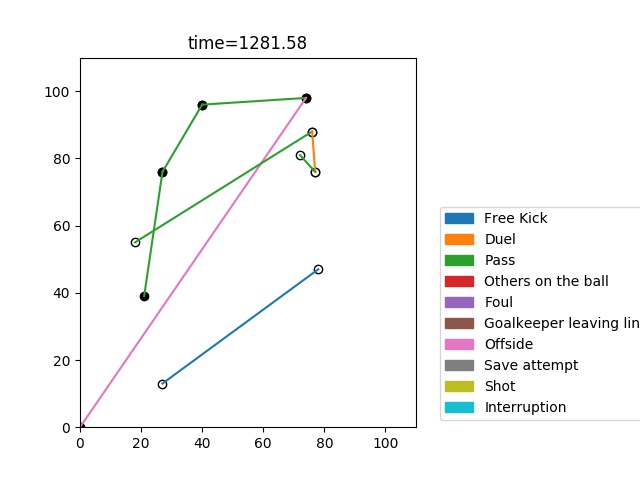 time=1281.58
100
80
60
40
20
0
0 20 40 60 80 100
Free Kick
Duel
Pass
Others on the ball
Foul
Goalkeeper leaving lin
Offside
Save attempt
Shot
Interruption